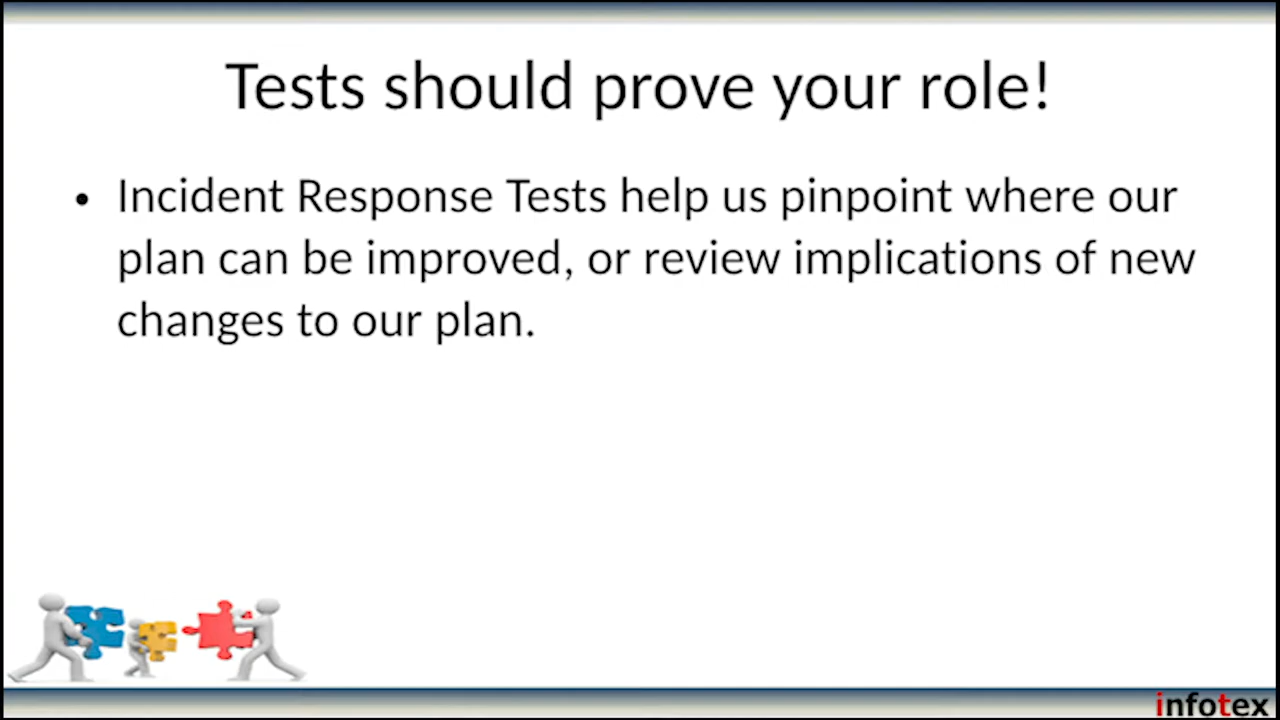 Tests should prove your role!
• Incident Response Tests help us pinpoint where our
plan can be improved, or review implications of new
changes to our plan.
infotex